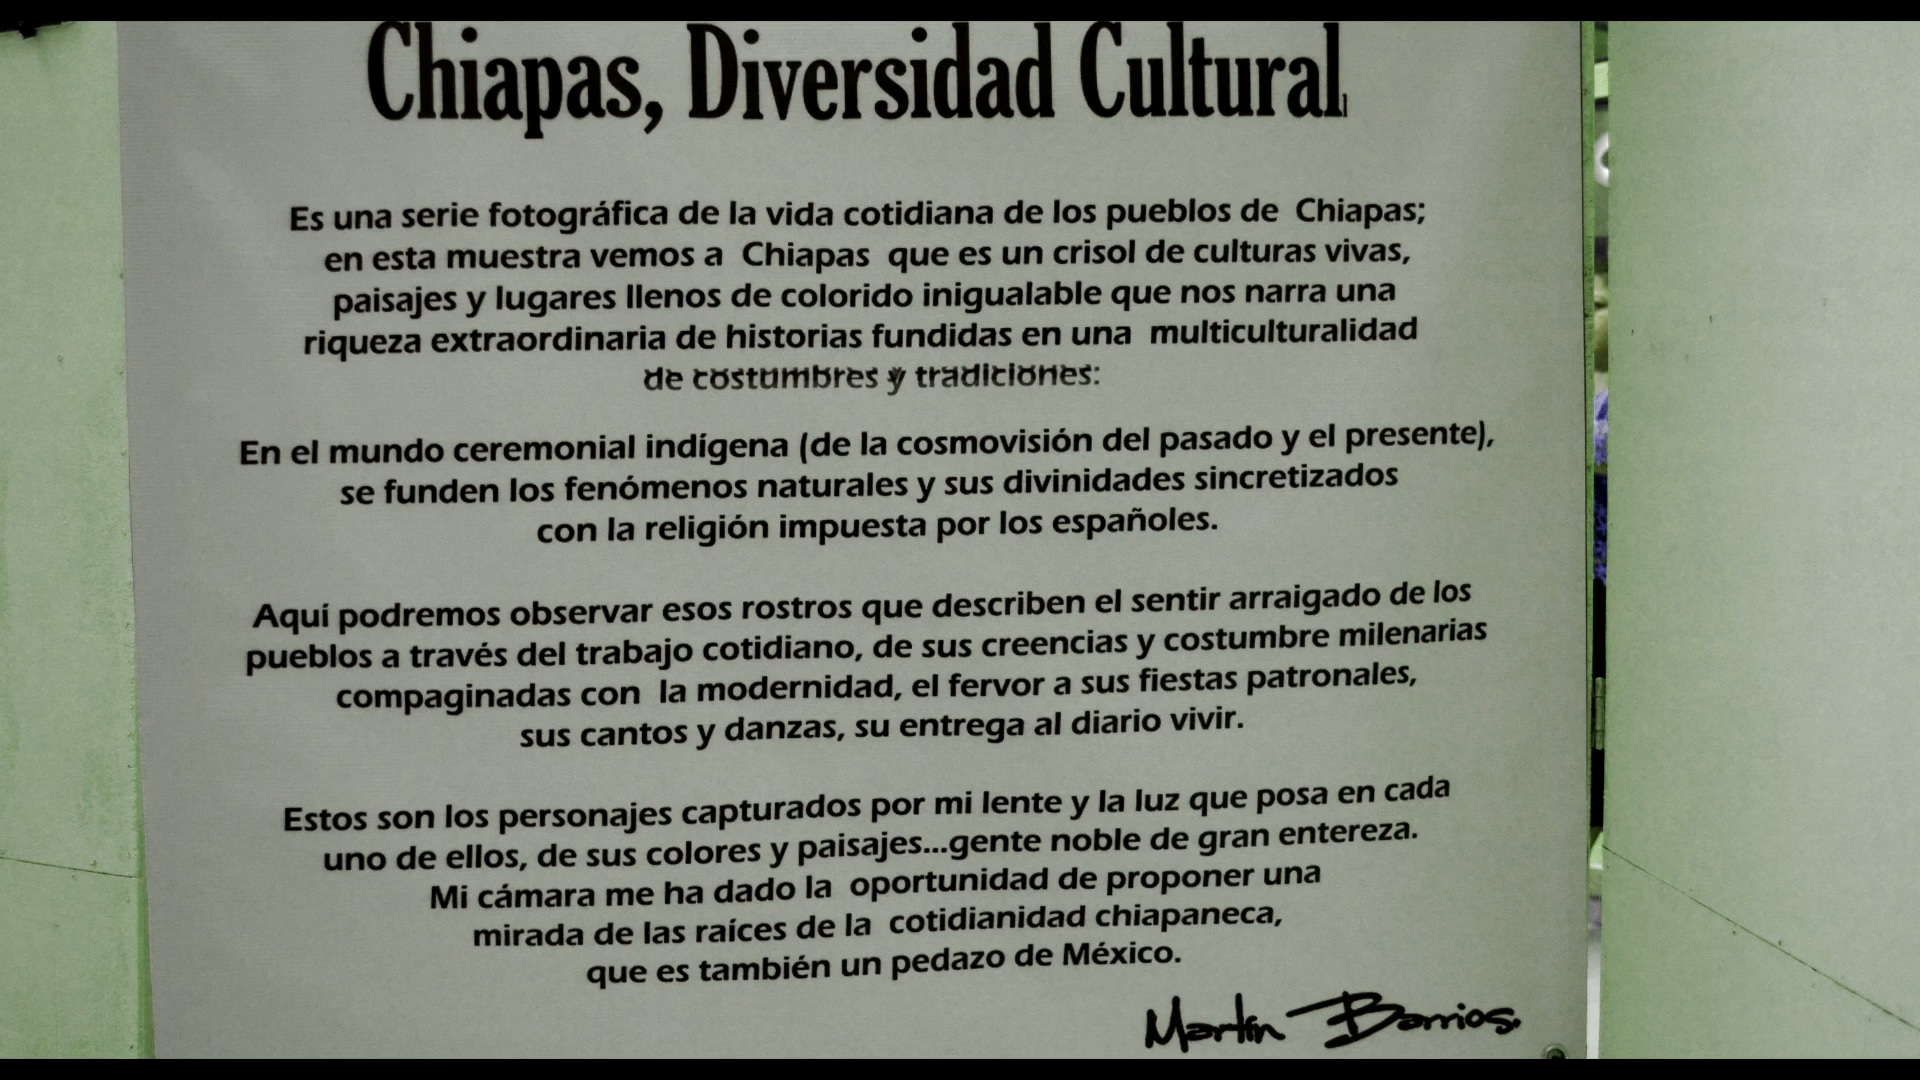 Chiapas, Diversidad Cultural
Es una serie fotográfica de la vida cotidiana de los pueblos de Chiapas;
en esta muestra vemos a Chiapas que es un crisol de culturas vivas,
paisajes y lugares llenos de colorido inigualable que nos narra una
riqueza extraordinaria de historias fundidas en una multiculturalidad
de costumbres y tradiciones:
En el mundo ceremonial indígena (de la cosmovisión del pasado y el presente),
se funden los fenómenos naturales y sus divinidades sincretizados
con la religión impuesta por los españoles.
Aquí podremos observar esos rostros que describen el sentir arraigado de los
pueblos a través del trabajo cotidiano, de sus creencias y costumbre milenarias
compaginadas con la modernidad, el fervor a sus fiestas patronales,
sus cantos y danzas, su entrega al diario vivir.
Estos son los personajes capturados por mi lente y la luz que posa en cada
uno de ellos, de sus colores y paisajes...gente noble de gran entereza.
Mi cámara me ha dado la oportunidad de proponer una
mirada de las raíces de la cotidianidad chiapaneca,
que es también un pedazo de México.
Martín Barrios.